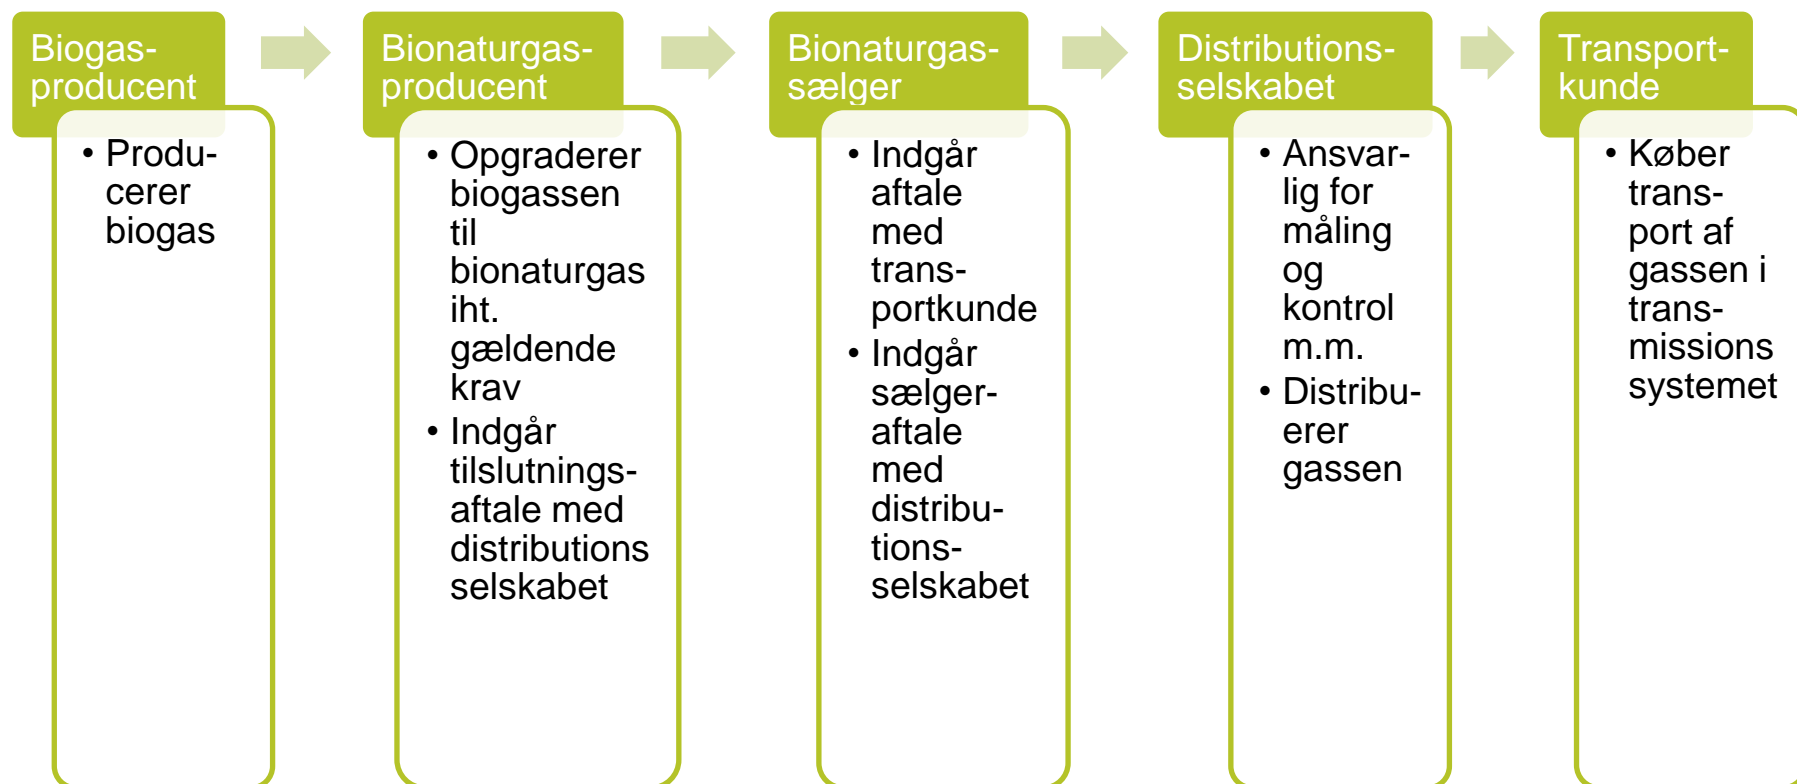 Biogas-
producent
• Produ-
cerer
biogas
Bionaturgas-
producent
• Opgraderer
biogassen
til
bionaturgas
iht.
gældende
krav
• Indgår
tilslutnings-
aftale med
distributions
selskabet
Bionaturgas-
sælger
• Indgår
aftale
med
trans-
portkunde
• Indgår
sælger-
aftale
med
distribu-
tions-
selskabet
Distributions-
selskabet
• Ansvar-
lig for
måling
og
kontrol
m.m.
• Distribu-
erer
gassen
Transport-
kunde
• Køber
trans-
port af
gassen i
trans-
missions
systemet